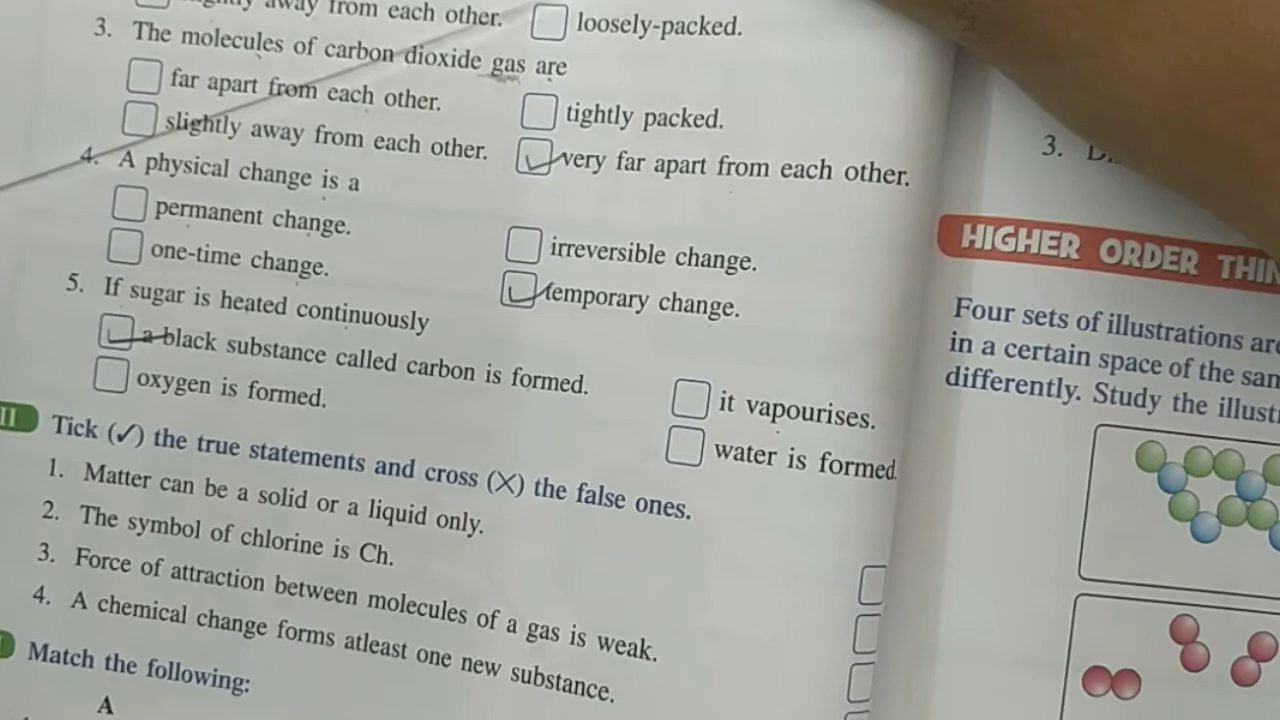 away from each other.
loosely-packed.
3. The molecules of carbon dioxide gas are
far apart from each other.
tightly packed.
slightly away from each other.
very far apart from each other.
4. A physical change is a
permanent change.
irreversible change.
one-time change.
temporary change.
5. If sugar is heated continuously
a black substance called carbon is formed.
it vapourises.
oxygen is formed.
water is formed.
II Tick (✓) the true statements and cross (X) the false ones.
1. Matter can be a solid or a liquid only.
2. The symbol of chlorine is Ch.
3. Force of attraction between molecules of a gas is weak.
4. A chemical change forms atleast one new substance.
Match the following:
A
3.
HIGHER ORDER
Four sets of illustrations
in a certain space of the
differently. Study the